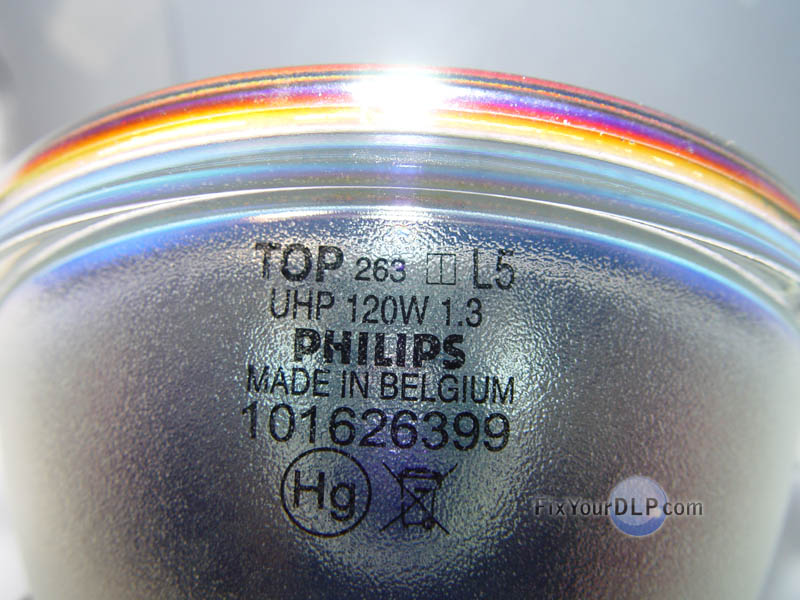 TOP 263 L5
UHP 120W 1.3
PHILIPS
MADE IN BELGIUM
101626399
Hg
FixYourDLP.com